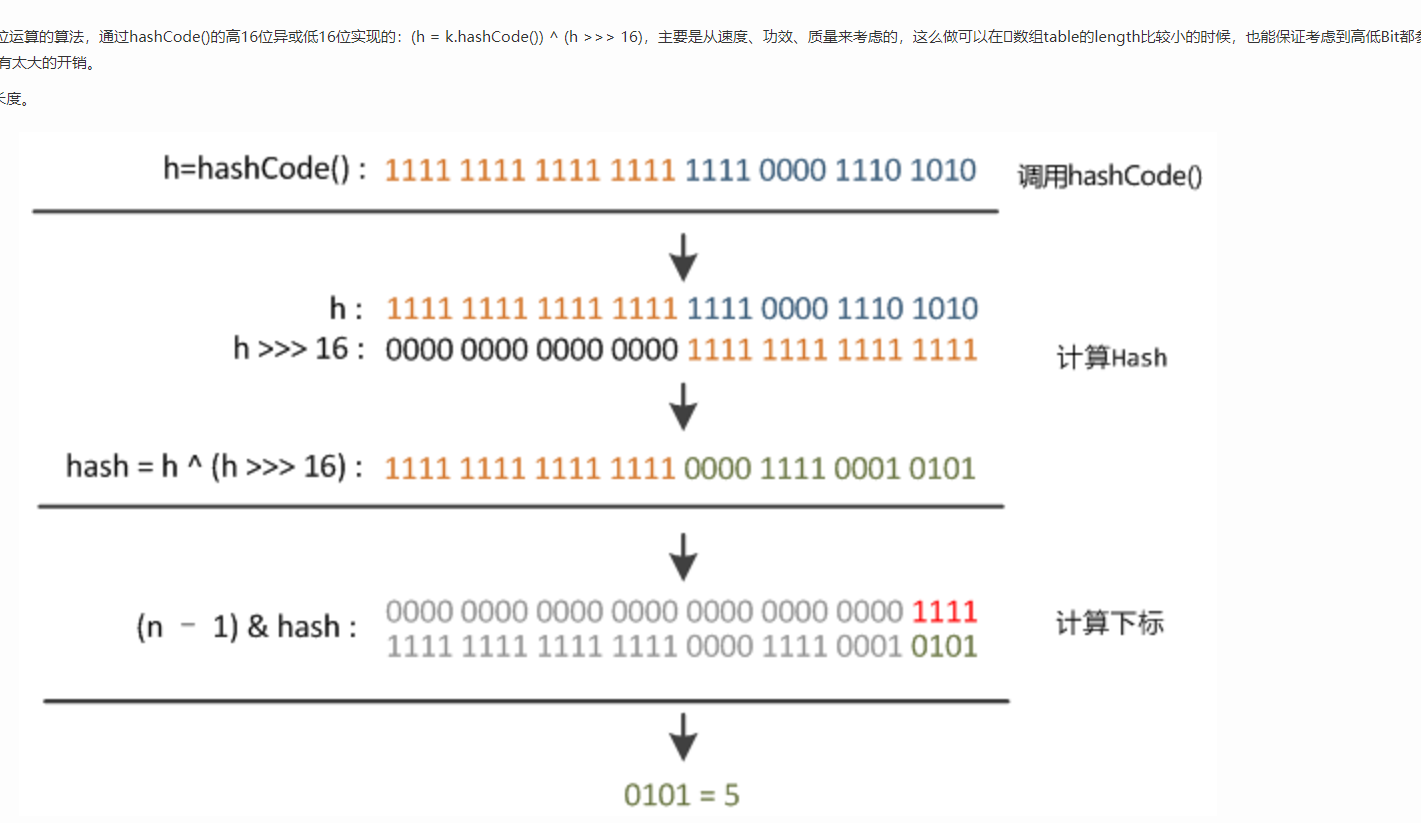 位运算的算法，通过hashCode()的高16位异或低16位实现的：(h = k.hashCode()) ^ (h >>> 16)，主要是从速度、功效、质量来考虑的，这么做可以在▯数组table的length比较小的时候，也能保证考虑到高低Bit都参
有太大的开销。
长度。
h=hashCode() : 1111 1111 1111 1111 1111 0000 1110 1010 调用hashCode()
h : 1111 1111 1111 1111 1111 0000 1110 1010
h >>> 16 : 0000 0000 0000 0000 1111 1111 1111 1111 计算Hash
hash = h ^ (h >>> 16) : 1111 1111 1111 1111 0000 1111 0001 0101
0000 0000 0000 0000 0000 0000 0000 1111
(n － 1) & hash : 计算下标
1111 1111 1111 1111 0000 1111 0001 0101
0101 = 5